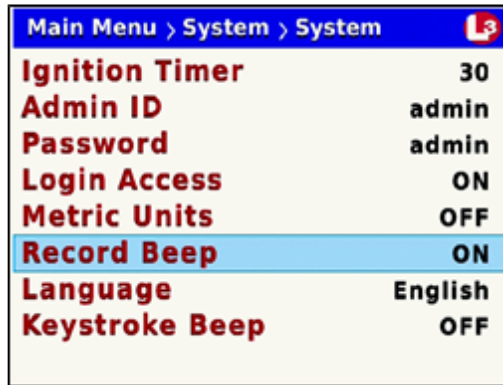 Main Menu > System > System L3
Ignition Timer 30
Admin ID admin
Password admin
Login Access ON
Metric Units OFF
Record Beep ON
Language English
Keystroke Beep OFF